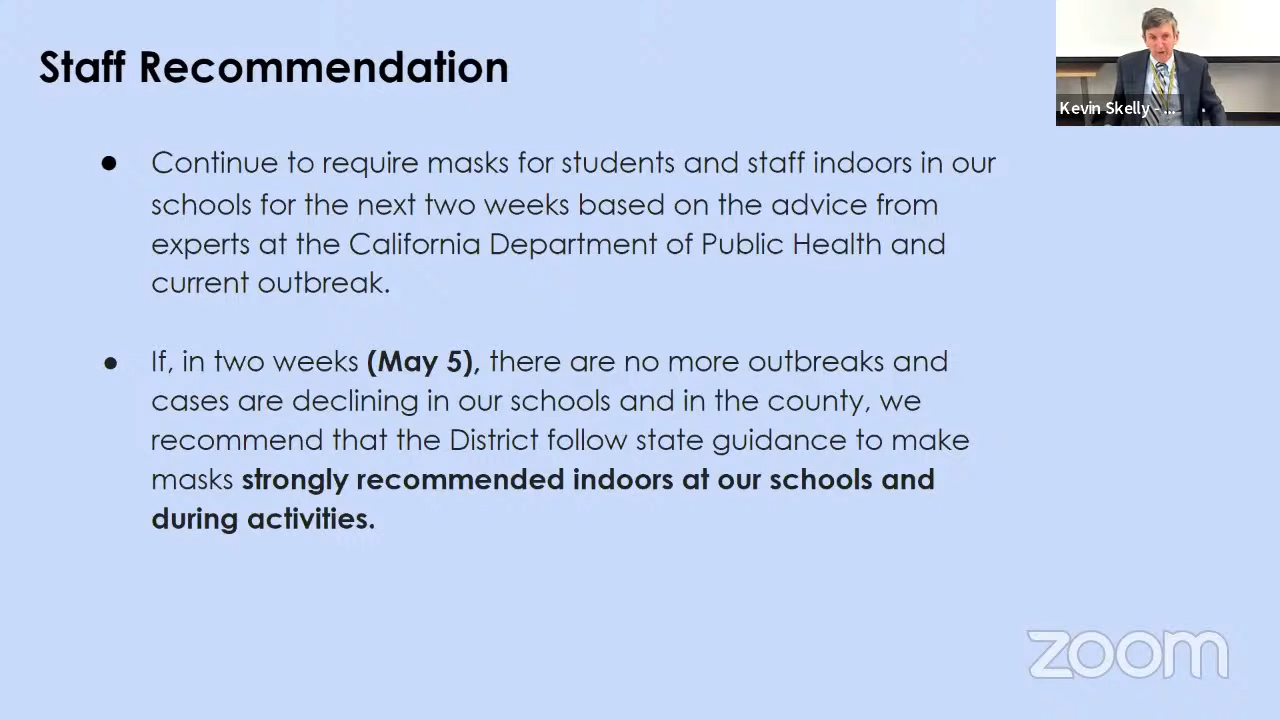 Staff Recommendation
Kevin Skelly - ...
● Continue to require masks for students and staff indoors in our
schools for the next two weeks based on the advice from
experts at the California Department of Public Health and
current outbreak.
● If, in two weeks (May 5), there are no more outbreaks and
cases are declining in our schools and in the county, we
recommend that the District follow state guidance to make
masks strongly recommended indoors at our schools and
during activities.
zoom